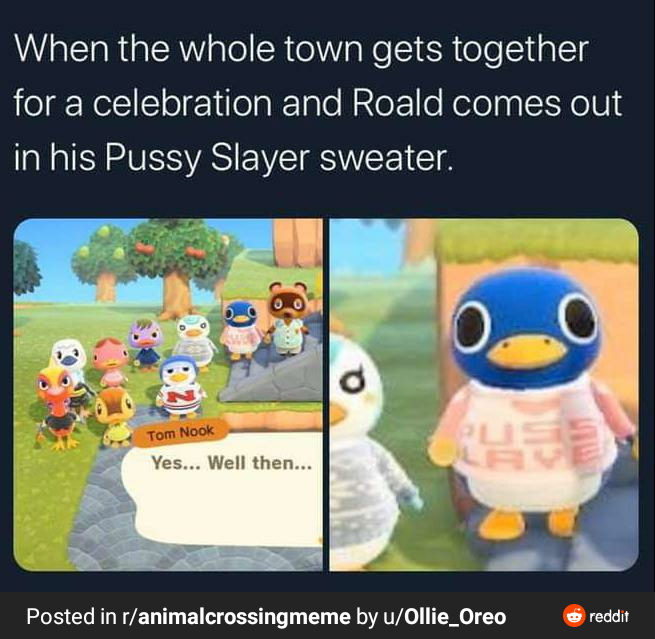 When the whole town gets together
for a celebration and Roald comes out
in his Pussy Slayer sweater.
Tom Nook
Yes... Well then...
N
PUSS
LAYE
Posted in r/animalcrossingmeme by u/Ollie_Oreo
reddit